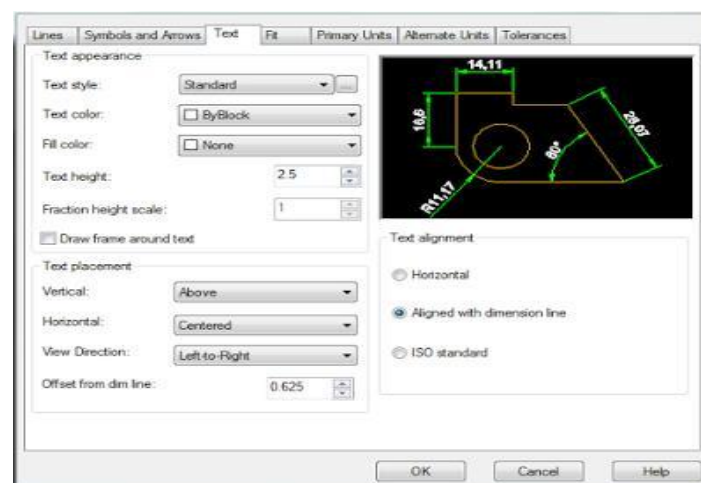 Lines Symbols and Arrows Text Fit Primary Units Alternate Units Tolerances
Text appearance
Text style: Standard ...
Text color: ByBlock
Fill color: None
Text height: 2.5
Fraction height scale: 1
Draw frame around text
Text placement
Vertical: Above
Horizontal: Centered
View Direction: Left-to-Right
Offset from dim line: 0.625
14,11
16,6
28,07
60°
R11,17
Text alignment
Horizontal
Aligned with dimension line
ISO standard
OK Cancel Help